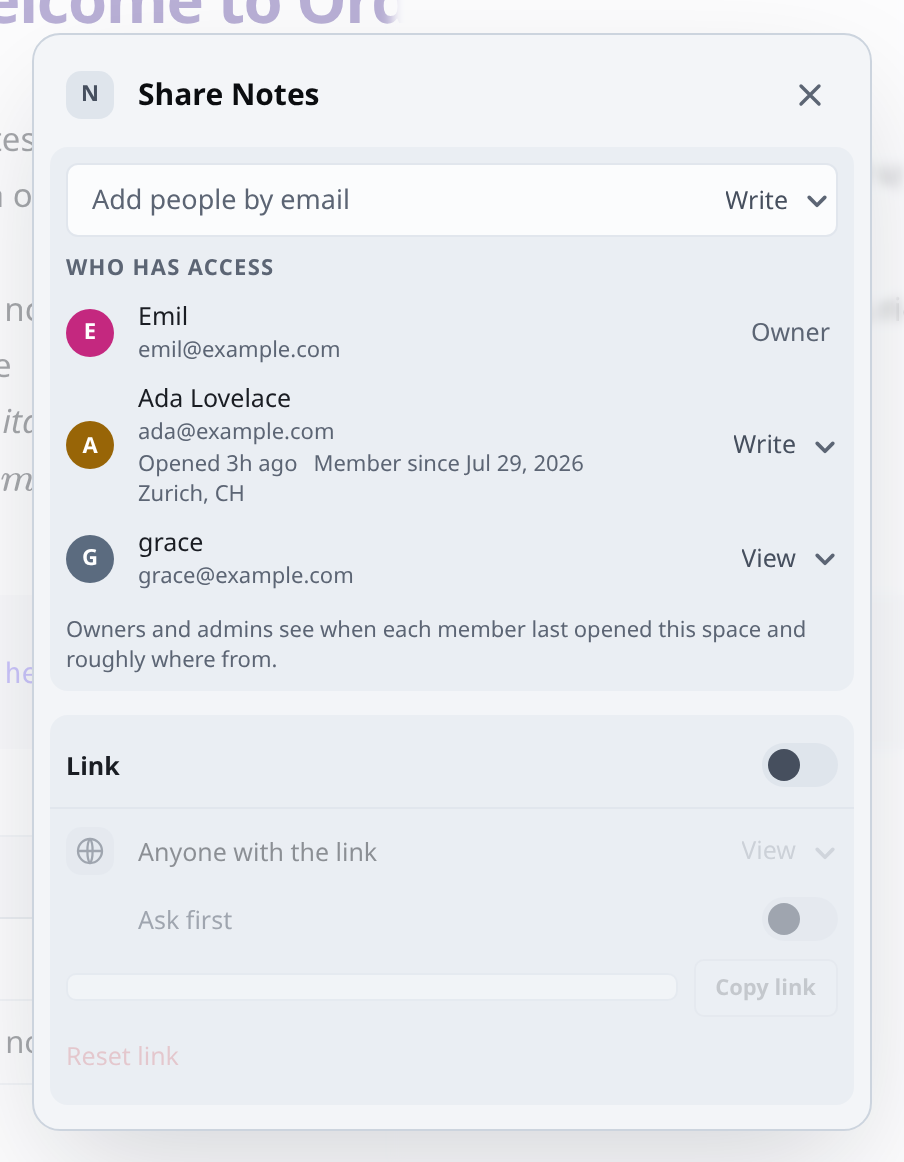 elcome to Ord
N
Share Notes
Add people by email
Write
WHO HAS ACCESS
E
Emil
emil@example.com
Owner
A
Ada Lovelace
ada@example.com
Opened 3h ago Member since Jul 29, 2026
Zurich, CH
Write
G
grace
grace@example.com
View
Owners and admins see when each member last opened this space and
roughly where from.
Link
Anyone with the link
View
Ask first
Copy link
Reset link